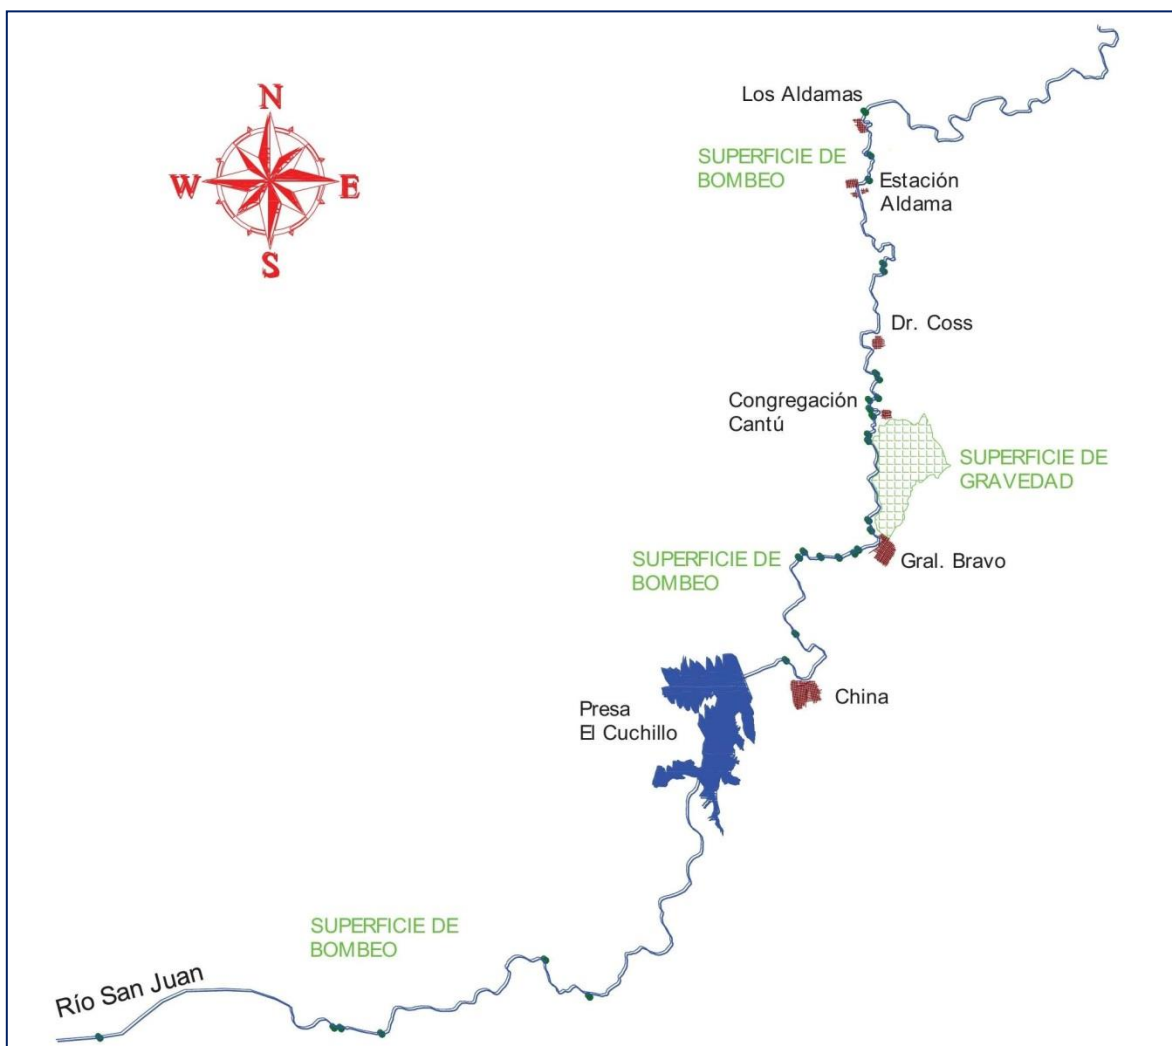 Los Aldamas
N
SUPERFICIE DE
BOMBEO
W
E
Estación
Aldama
S
Dr. Coss
Congregación
Cantú
SUPERFICIE DE
GRAVEDAD
SUPERFICIE DE
BOMBEO
Gral. Bravo
Presa
El Cuchillo
China
SUPERFICIE DE
BOMBEO
Río San Juan